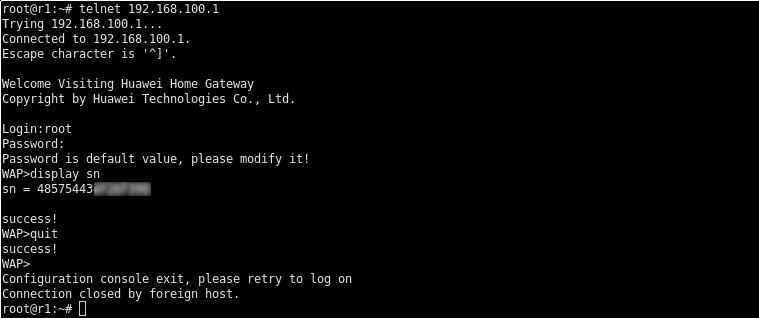 root@r1:~# telnet 192.168.100.1
Trying 192.168.100.1...
Connected to 192.168.100.1.
Escape character is '^]'.
Welcome Visiting Huawei Home Gateway
Copyright by Huawei Technologies Co., Ltd.
Login:root
Password:
Password is default value, please modify it!
WAP>display sn
sn = 48575443
success!
WAP>quit
success!
WAP>
Configuration console exit, please retry to log on
Connection closed by foreign host.
root@r1:~#